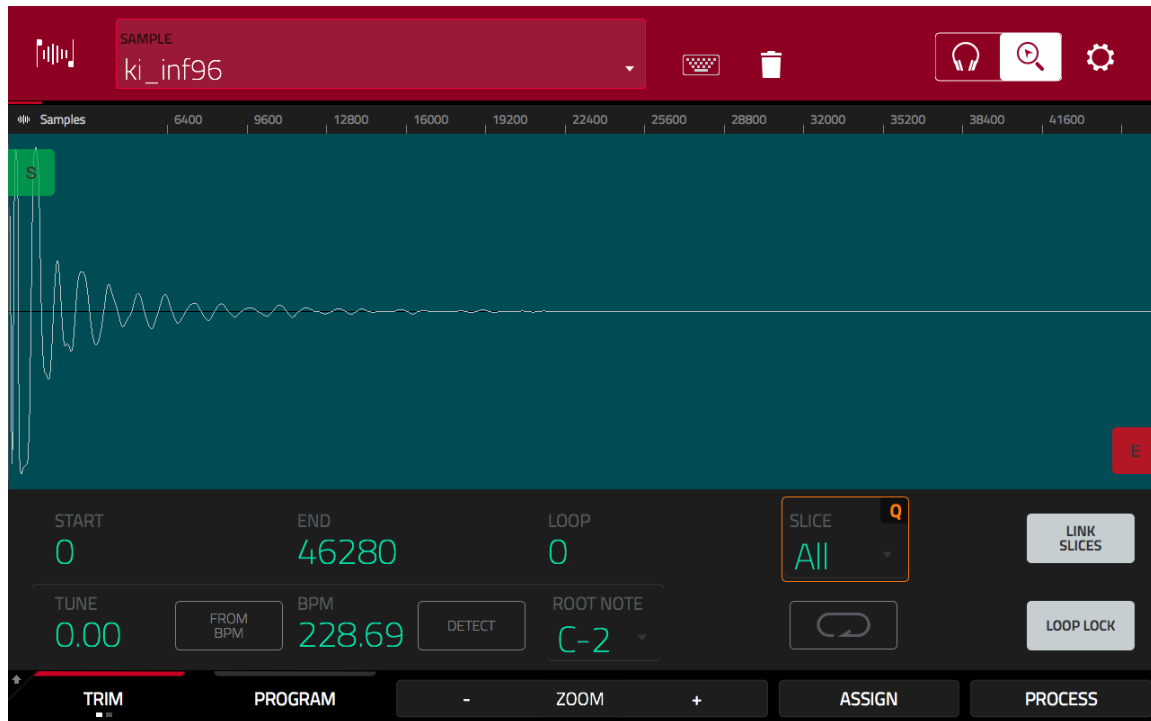 SAMPLE
ki_inf96
Samples 6400 9600 12800 16000 19200 22400 25600 28800 32000 35200 38400 41600
S
E
START END LOOP SLICE Q
0 46280 0 All
LINK
SLICES
TUNE BPM ROOT NOTE
0.00 FROM BPM 228.69 DETECT C-2 LOOP LOCK
TRIM PROGRAM - ZOOM + ASSIGN PROCESS